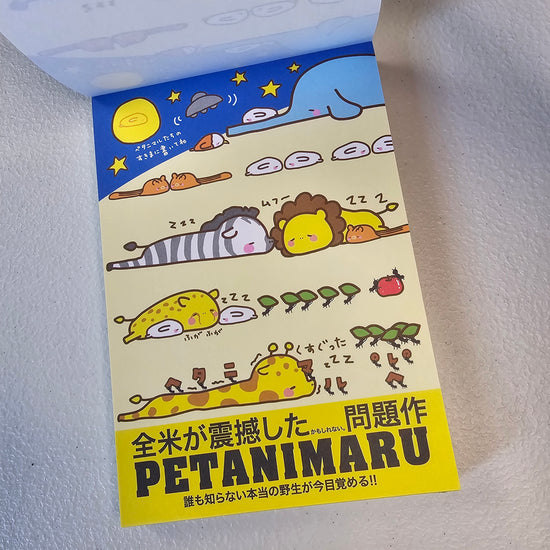 ペタニマルたちの
すきまに書いてね
ムフー
zzz
zzz
zzz
ふがふが
くすぐった
zzz
ペタニ
全米が震撼したかもしれない。問題作
PETANIMARU
誰も知らない本当の野生が今目覚める!!